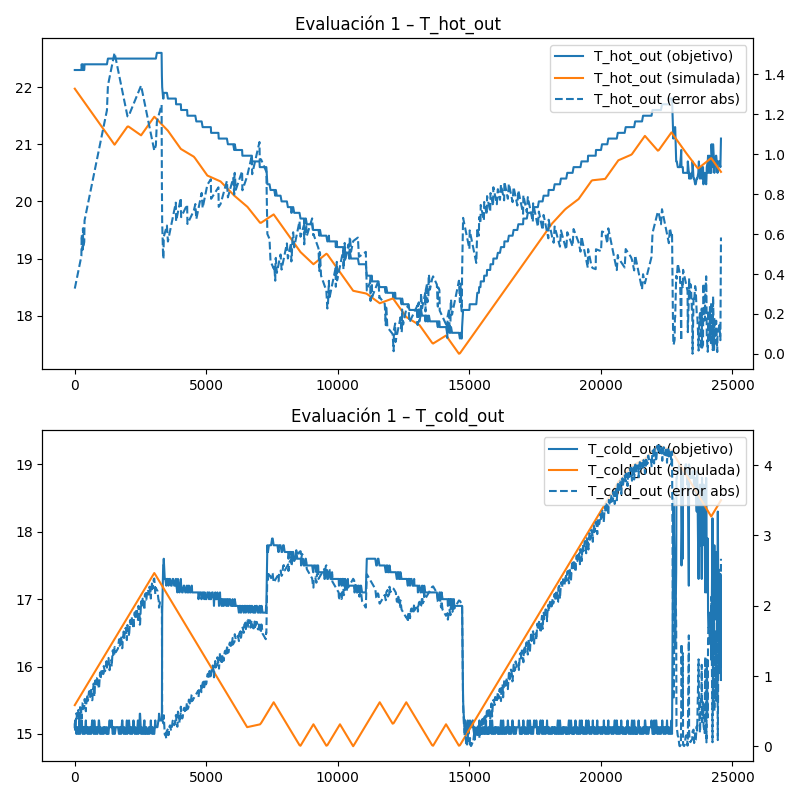 Evaluación 1 – T_hot_out
T_hot_out (objetivo)
T_hot_out (simulada)
T_hot_out (error abs)
22
21
20
19
18
1.4
1.2
1.0
0.8
0.6
0.4
0.2
0.0
0 5000 10000 15000 20000 25000
Evaluación 1 – T_cold_out
T_cold_out (objetivo)
T_cold_out (simulada)
T_cold_out (error abs)
19
18
17
16
15
4
3
2
1
0
0 5000 10000 15000 20000 25000